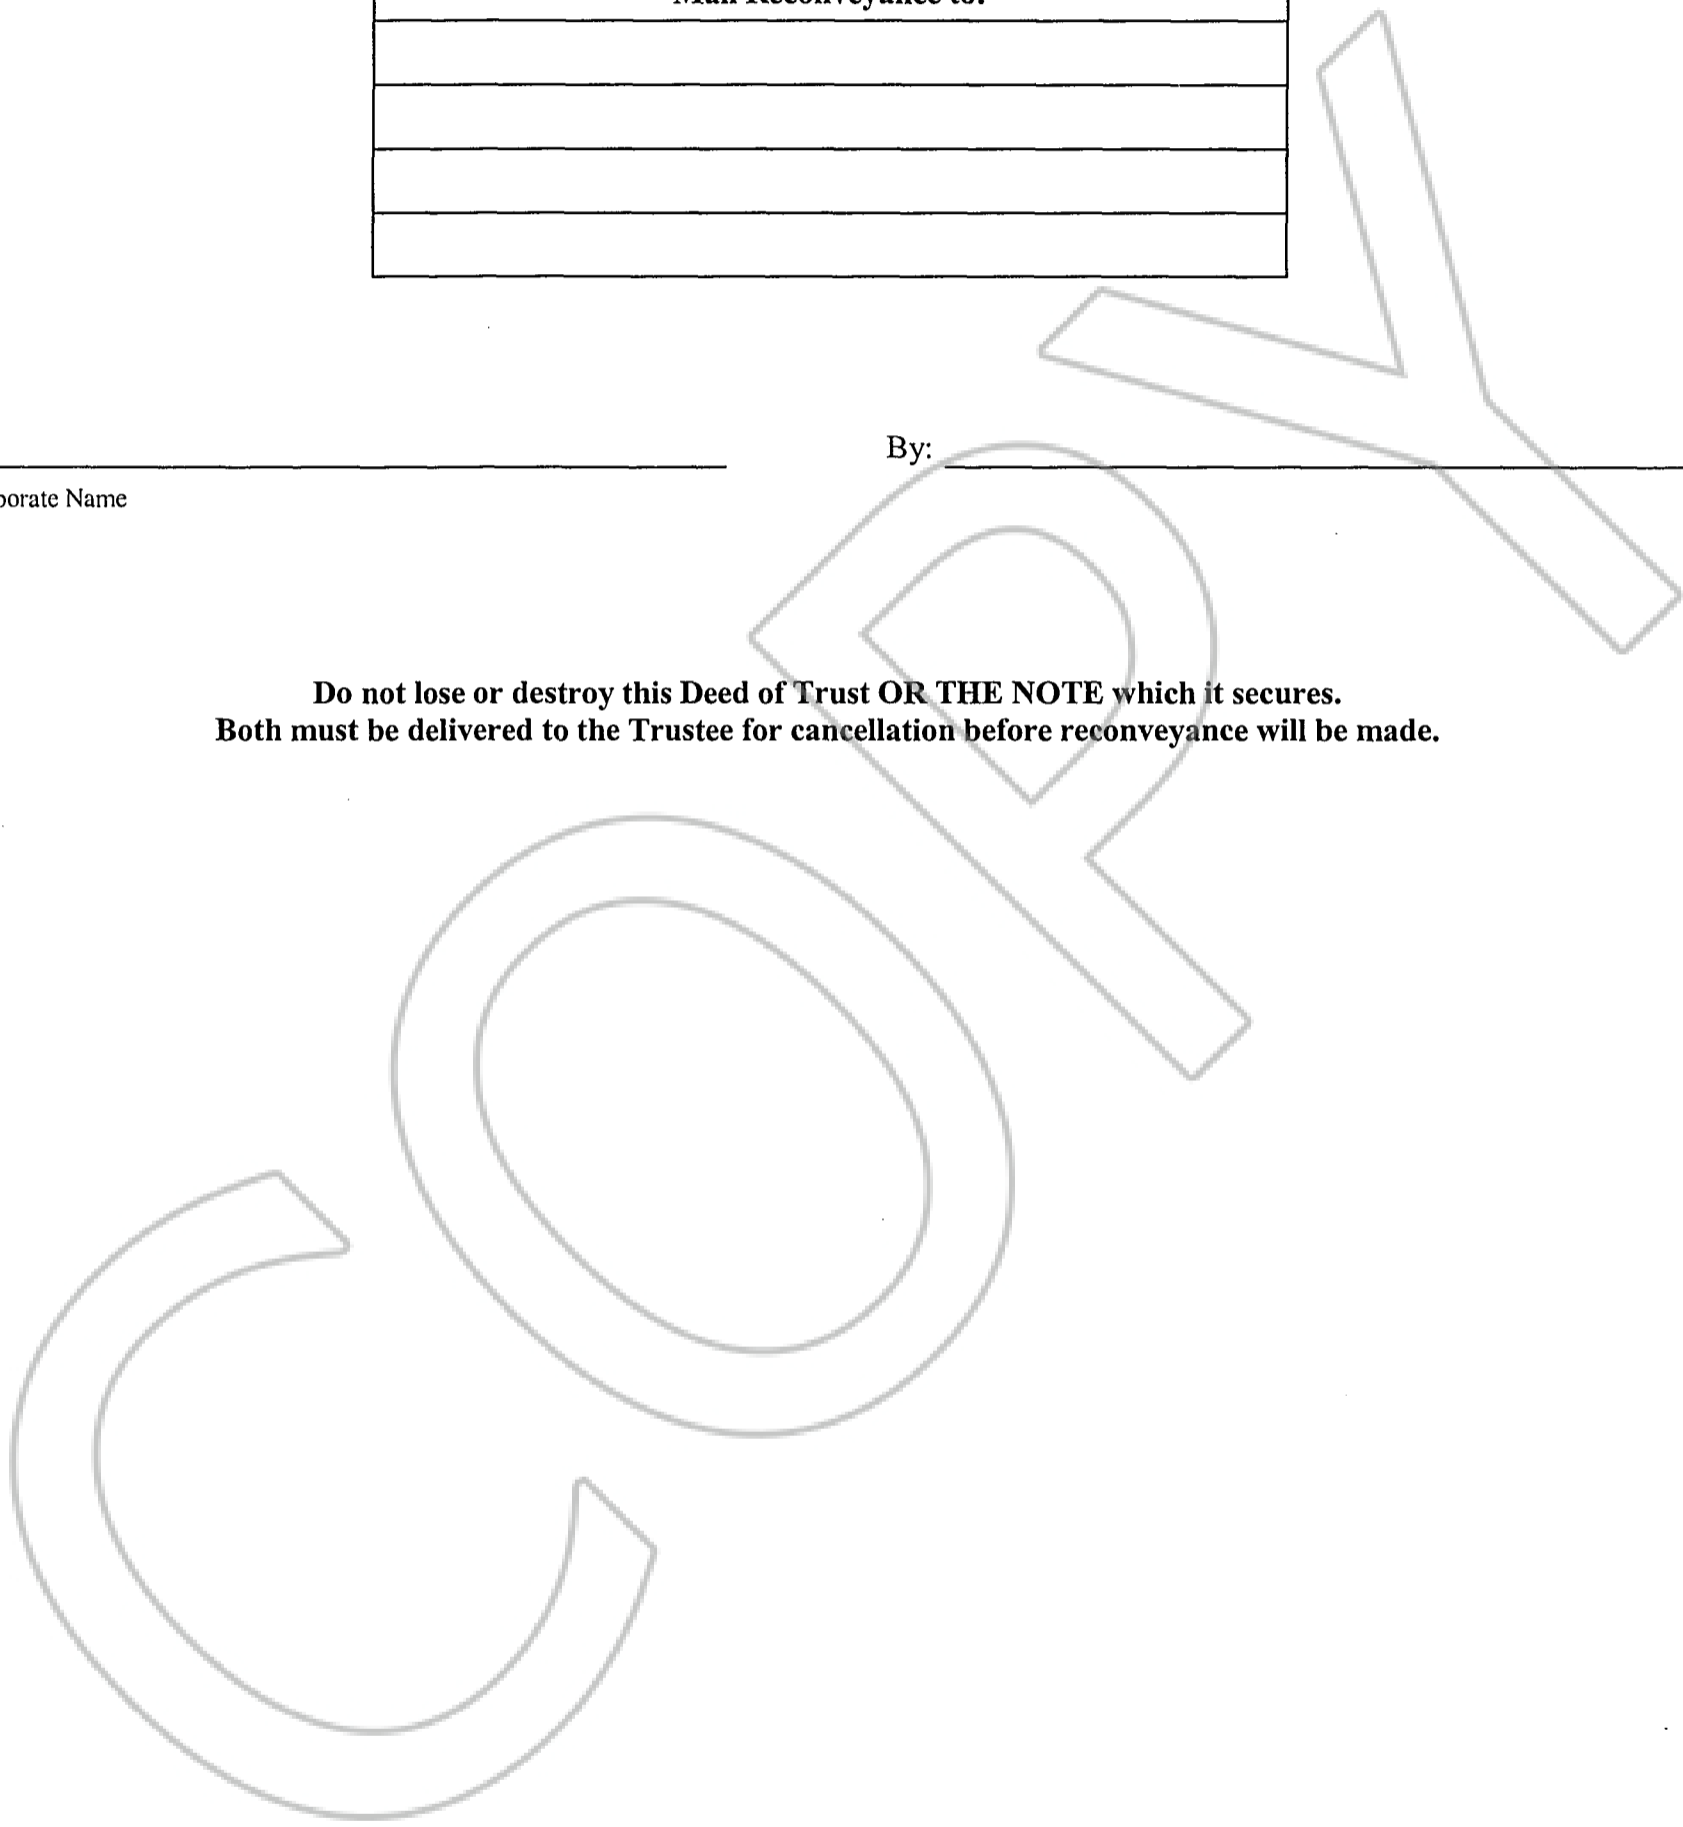 Mail Reconveyance to:
By:
porate Name
Do not lose or destroy this Deed of Trust OR THE NOTE which it secures.
Both must be delivered to the Trustee for cancellation before reconveyance will be made.
COPY